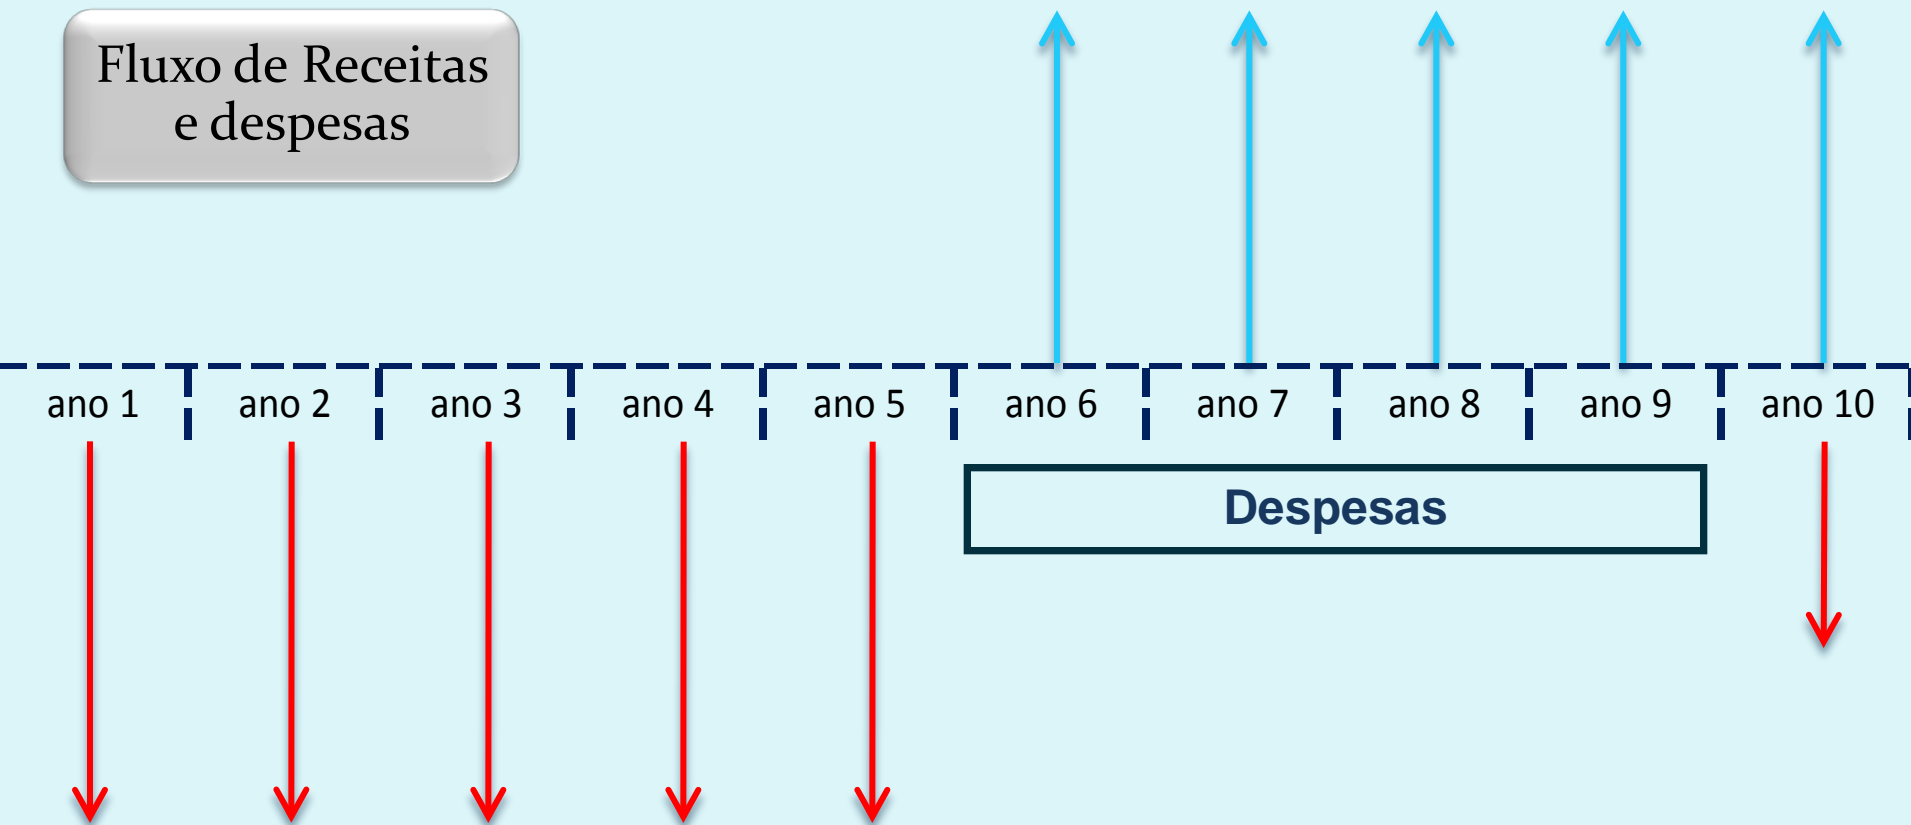 Fluxo de Receitas
e despesas
ano 1 ano 2 ano 3 ano 4 ano 5 ano 6 ano 7 ano 8 ano 9 ano 10
Despesas